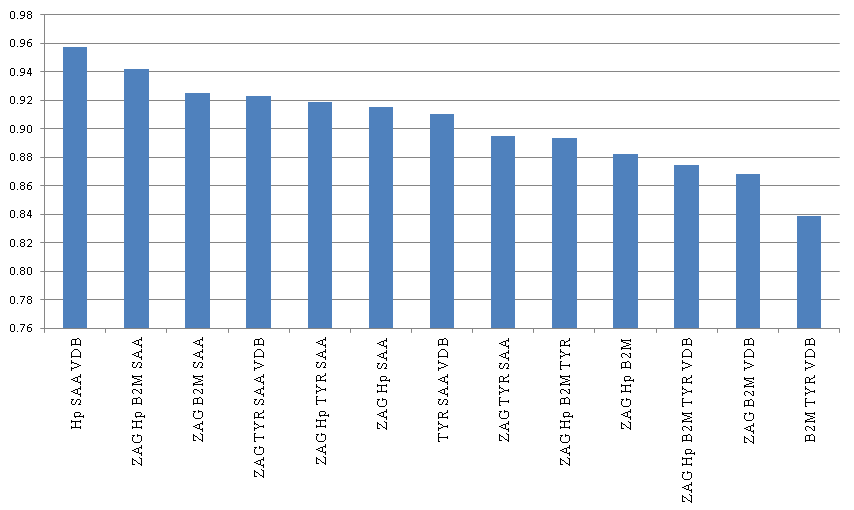 0.98
0.96
0.94
0.92
0.90
0.88
0.86
0.84
0.82
0.80
0.78
0.76
Hp SAA VDB
ZAG Hp B2M SAA
ZAG B2M SAA
ZAG TYR SAA VDB
ZAG Hp TYR SAA
ZAG Hp SAA
TYR SAA VDB
ZAG TYR SAA
ZAG Hp B2M TYR
ZAG Hp B2M
ZAG Hp B2M TYR VDB
ZAG B2M VDB
B2M TYR VDB